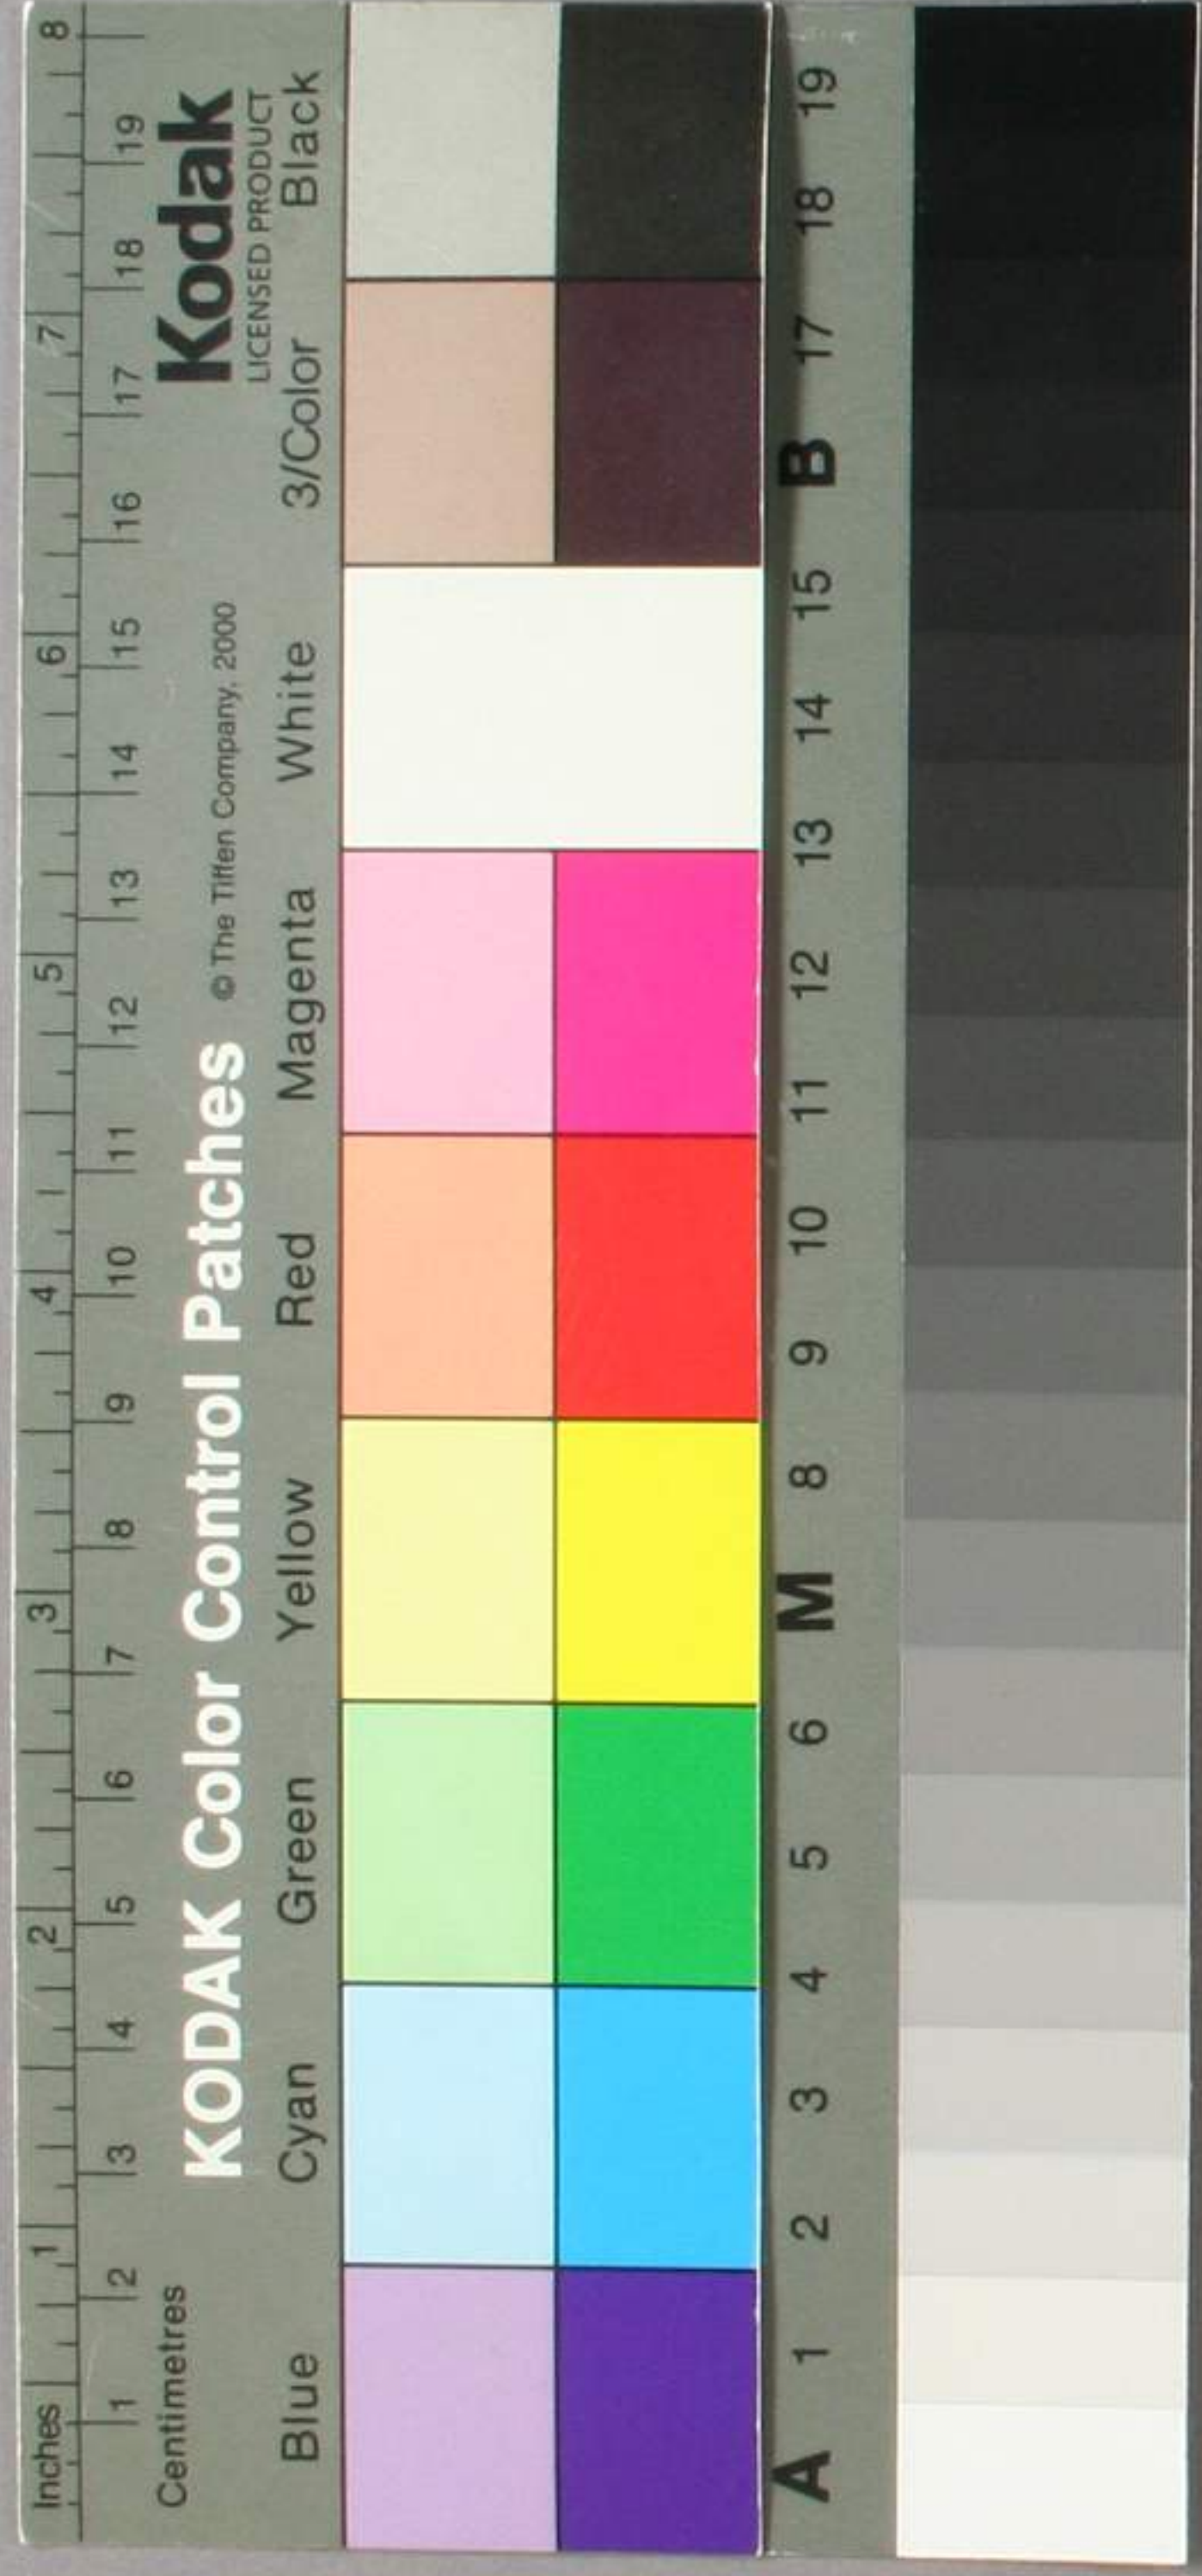 Inches 1 2 3 4 5 6 7 8
1 2 3 4 5 6 7 8 9 10 11 12 13 14 15 16 17 18 19
Centimetres
KODAK Color Control Patches © The Tiffen Company, 2000
Kodak
LICENSED PRODUCT
Blue Cyan Green Yellow Red Magenta White 3/Color Black
A 1 2 3 4 5 6 M 8 9 10 11 12 13 14 15 B 17 18 19